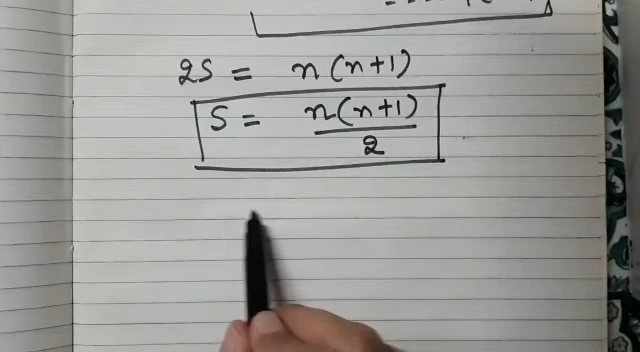 2S = n(n+1)
S = n(n+1)/2